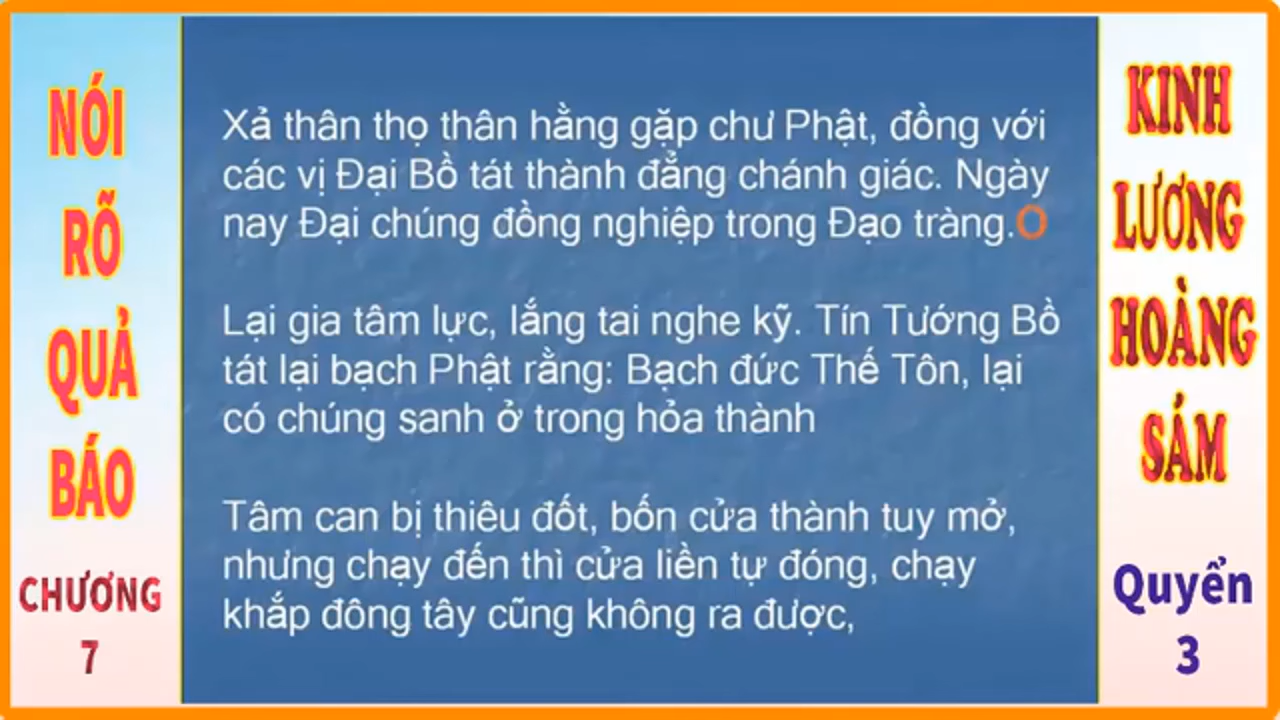 NÓI
RÕ
QUẢ
BÁO
CHƯƠNG
7
Xả thân thọ thân hằng gặp chư Phật, đồng với
các vị Đại Bồ tát thành đẳng chánh giác. Ngày
nay Đại chúng đồng nghiệp trong Đạo tràng.O
Lại gia tâm lực, lắng tai nghe kỹ. Tín Tướng Bồ
tát lại bạch Phật rằng: Bạch đức Thế Tôn, lại
có chúng sanh ở trong hỏa thành
Tâm can bị thiêu đốt, bốn cửa thành tuy mở,
nhưng chạy đến thì cửa liền tự đóng, chạy
khắp đông tây cũng không ra được,
KINH
LƯƠNG
HOÀNG
SÁM
Quyển
3